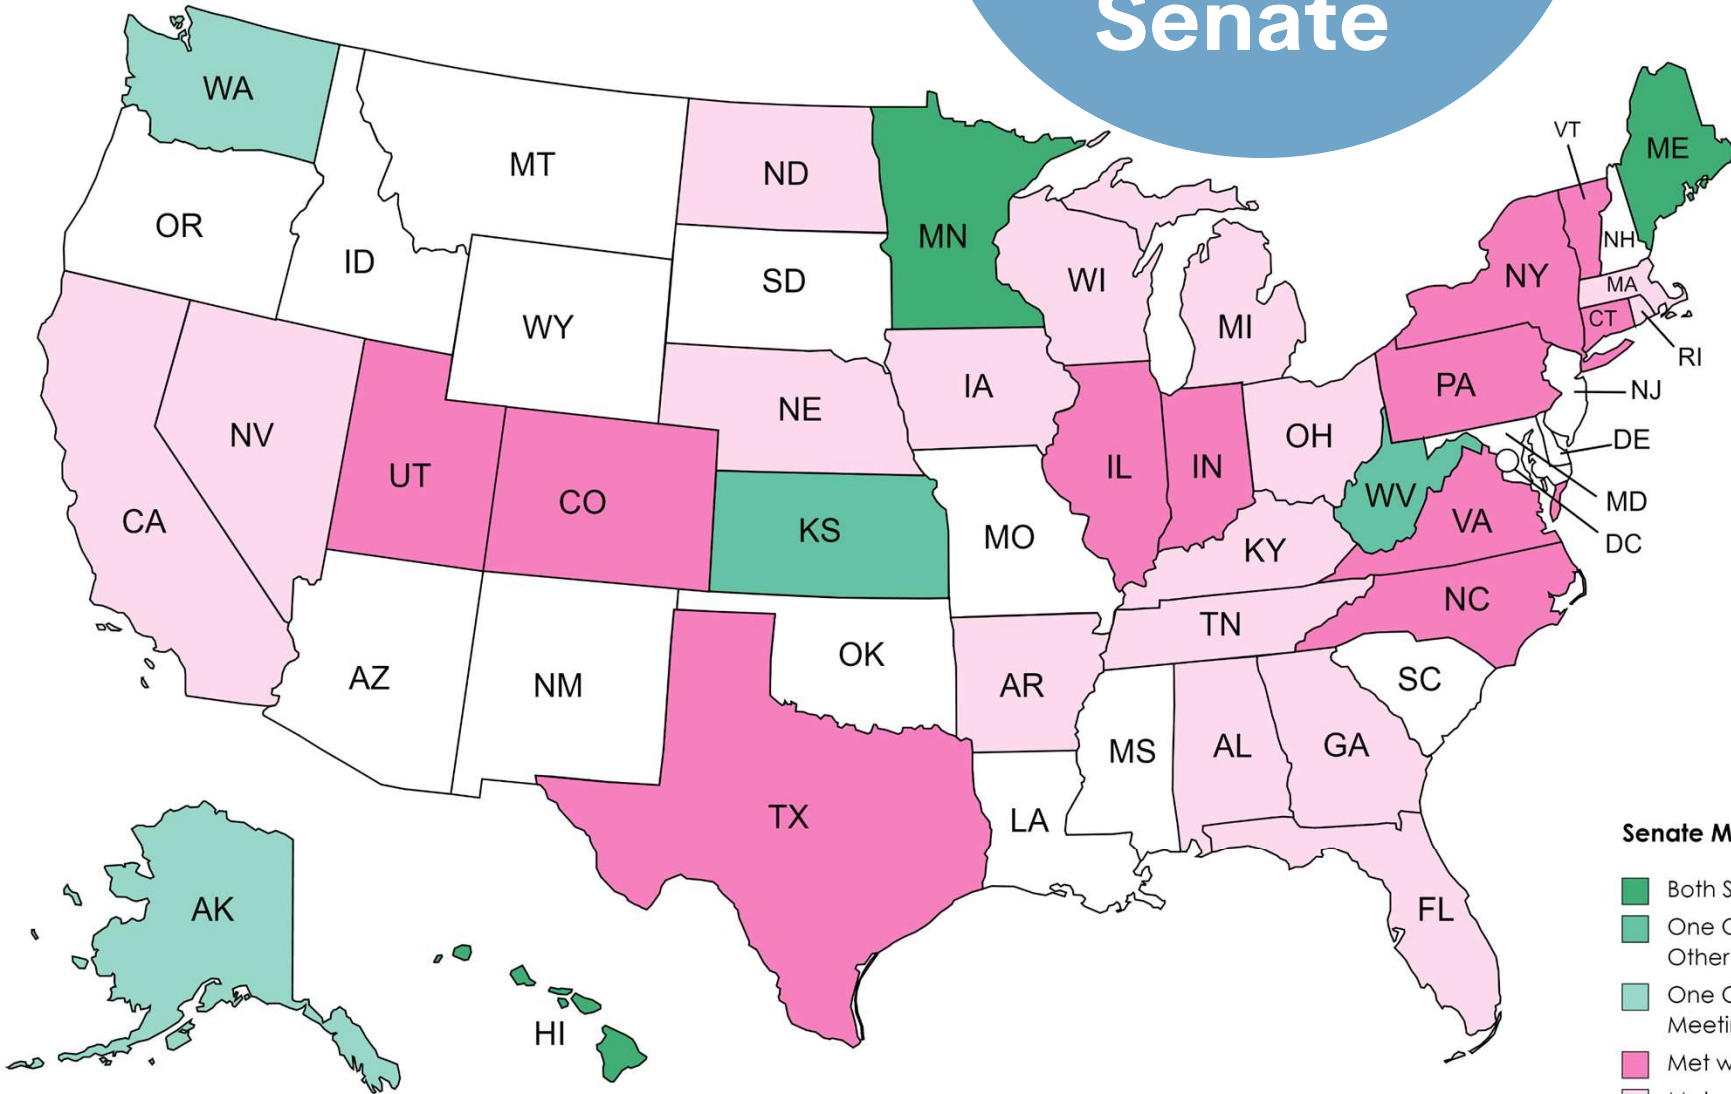 Senate
WA
MT
ND
MN
OR
ID
SD
WI
MI
WY
VT
ME
NH
NY
MA
CT
RI
PA
NJ
IA
NE
NV
UT
CO
CA
KS
MO
IL
IN
OH
WV
VA
DE
MD
DC
KY
NC
TN
AZ
NM
OK
AR
SC
MS
AL
GA
TX
LA
FL
AK
HI
Senate M
Both S
One O
Other
One O
Meetin
Met w